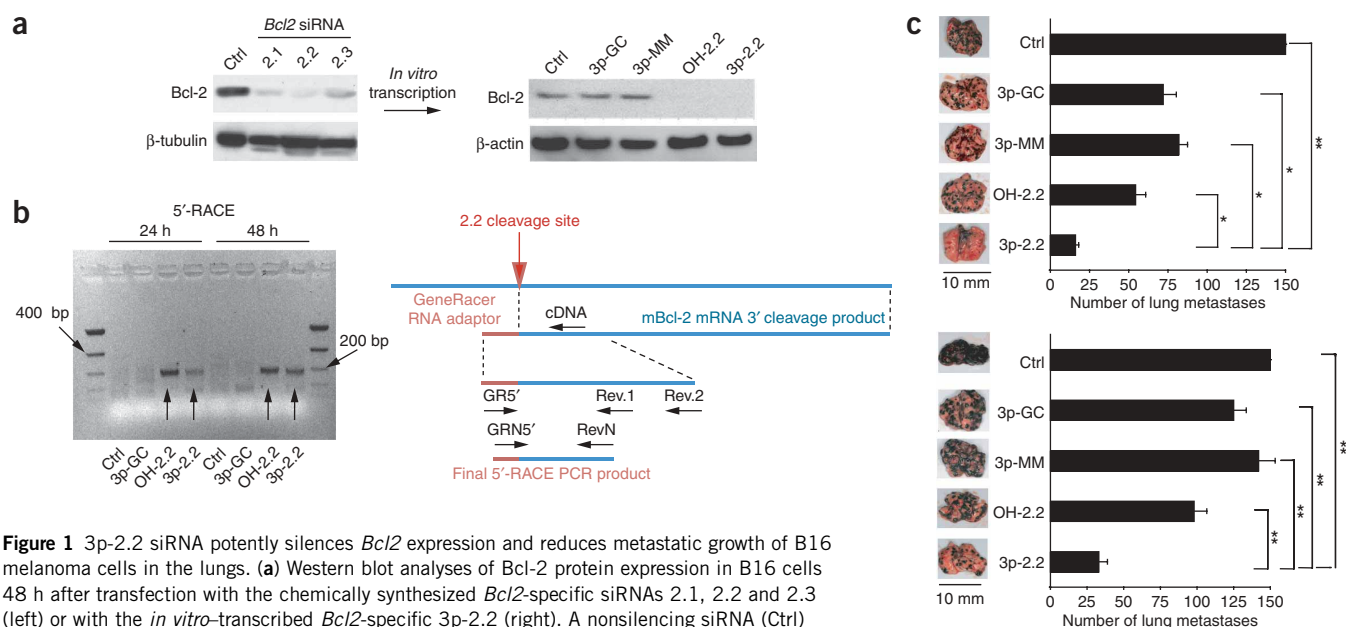 a
Bcl2 siRNA
Ctrl 2.1 2.2 2.3
Bcl-2
β-tubulin
In vitro
transcription
Ctrl 3p-GC 3p-MM OH-2.2 3p-2.2
Bcl-2
β-actin
b
5′-RACE
24 h 48 h
400 bp
200 bp
Ctrl 3p-GC OH-2.2 3p-2.2 Ctrl 3p-GC OH-2.2 3p-2.2
2.2 cleavage site
GeneRacer
RNA adaptor
cDNA
mBcl-2 mRNA 3′ cleavage product
GR5′ Rev.1 Rev.2
GRN5′ RevN
Final 5′-RACE PCR product
c
Ctrl
3p-GC
3p-MM
OH-2.2
3p-2.2
* * * **
10 mm
0 25 50 75 100 125 150
Number of lung metastases
Ctrl
3p-GC
3p-MM
OH-2.2
3p-2.2
** ** ** **
10 mm
0 25 50 75 100 125 150
Number of lung metastases
Figure 1 3p-2.2 siRNA potently silences Bcl2 expression and reduces metastatic growth of B16
melanoma cells in the lungs. (a) Western blot analyses of Bcl-2 protein expression in B16 cells
48 h after transfection with the chemically synthesized Bcl2-specific siRNAs 2.1, 2.2 and 2.3
(left) or with the in vitro–transcribed Bcl2-specific 3p-2.2 (right). A nonsilencing siRNA (Ctrl)